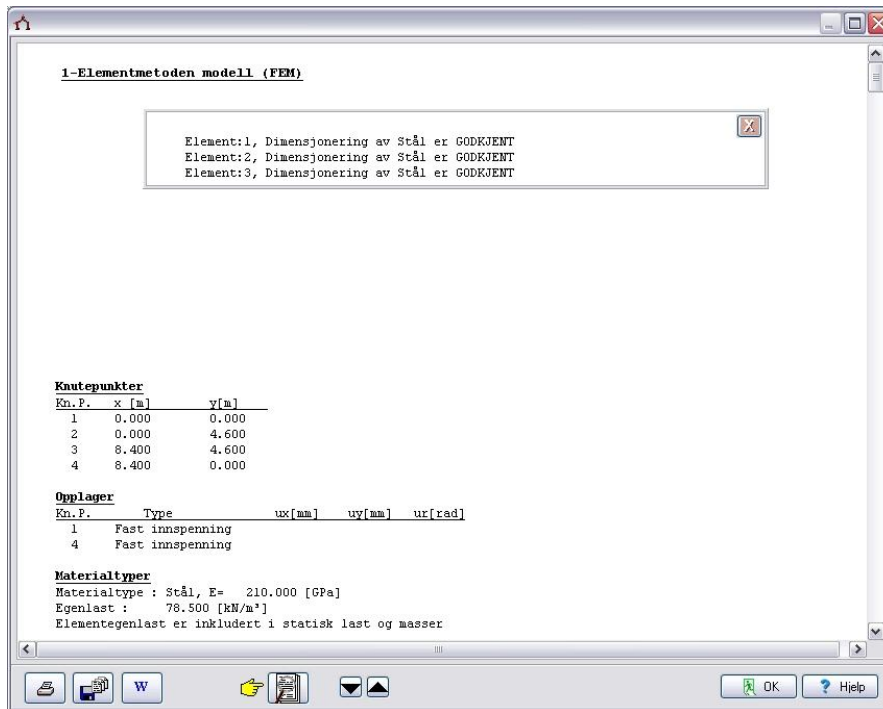 1-Elementmetoden modell (FEM)
X
Element:1, Dimensjonering av Stål er GODKJENT
Element:2, Dimensjonering av Stål er GODKJENT
Element:3, Dimensjonering av Stål er GODKJENT
Knutepunkter
Kn.P. x [m] y[m]
1 0.000 0.000
2 0.000 4.600
3 8.400 4.600
4 8.400 0.000
Opplager
Kn.P. Type ux[mm] uy[mm] ur[rad]
1 Fast innspenning
4 Fast innspenning
Materialtyper
Materialtype : Stål, E= 210.000 [GPa]
Egenlast : 78.500 [kN/m³]
Elementegenlast er inkludert i statisk last og masser
W
OK
? Hjelp